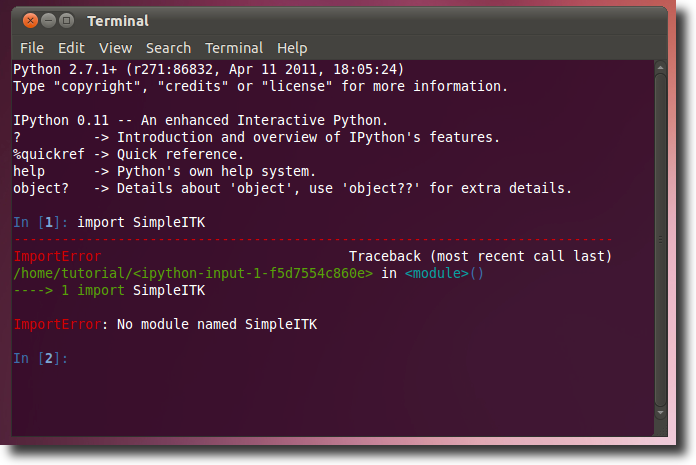 Terminal
File Edit View Search Terminal Help
Python 2.7.1+ (r271:86832, Apr 11 2011, 18:05:24)
Type "copyright", "credits" or "license" for more information.
IPython 0.11 -- An enhanced Interactive Python.
?         -> Introduction and overview of IPython's features.
%quickref -> Quick reference.
help      -> Python's own help system.
object?   -> Details about 'object', use 'object??' for extra details.
In [1]: import SimpleITK
---------------------------------------------------------------------------
ImportError                               Traceback (most recent call last)
/home/tutorial/<ipython-input-1-f5d7554c860e> in <module>()
----> 1 import SimpleITK
ImportError: No module named SimpleITK
In [2]: